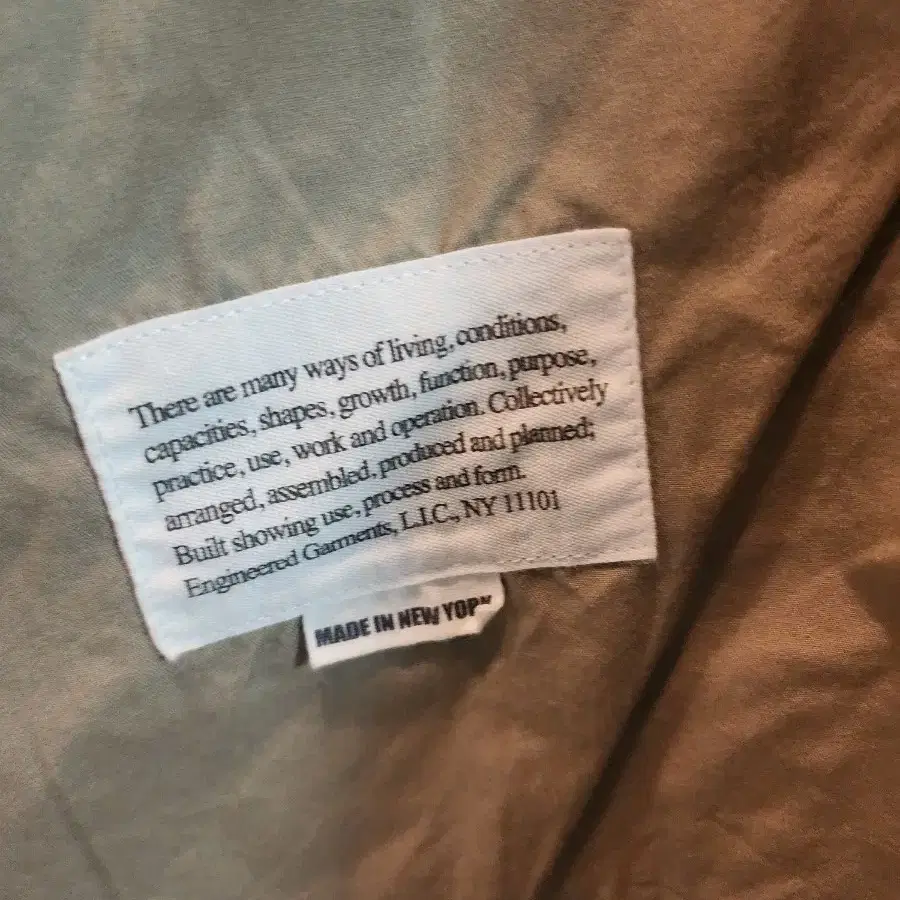 There are many ways of living, conditions,
capacities, shapes, growth, function, purpose,
practice, use, work and operation. Collectively
arranged, assembled, produced and planned;
Built showing use, process and form.
Engineered Garments, L.I.C., NY 11101
MADE IN NEW YORK